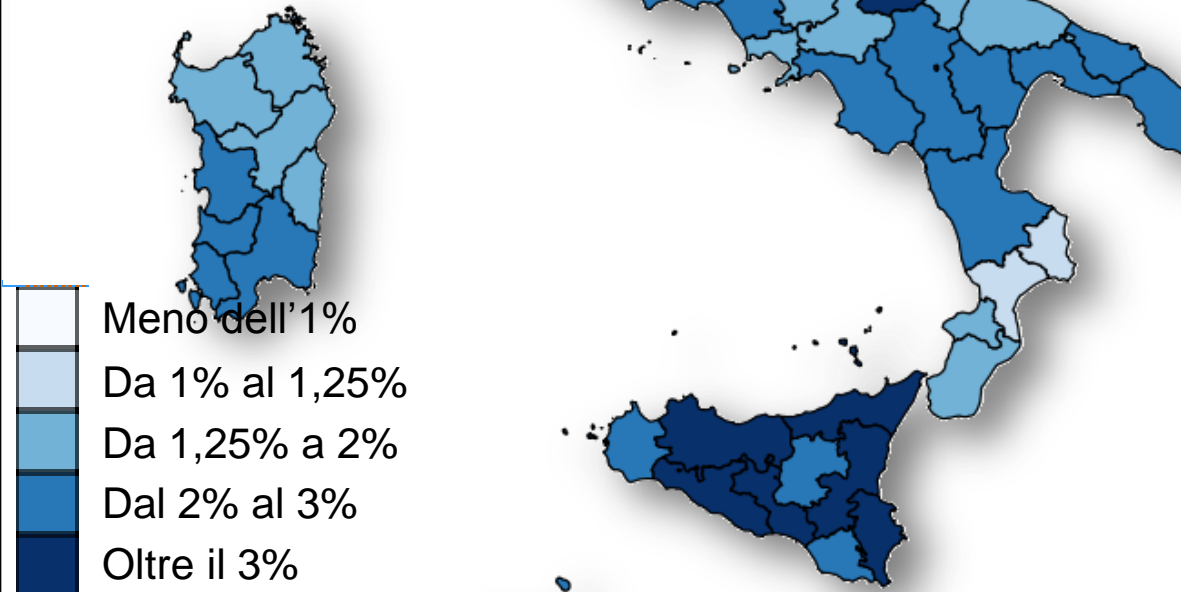 Meno dell’1%
Da 1% al 1,25%
Da 1,25% a 2%
Dal 2% al 3%
Oltre il 3%